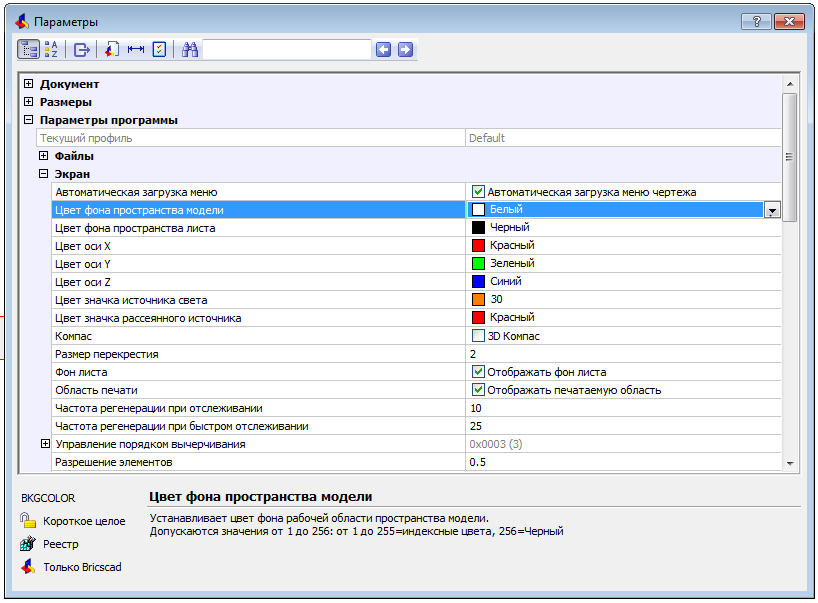 Параметры
Документ
Размеры
Параметры программы
Текущий профиль Default
Файлы
Экран
Автоматическая загрузка меню Автоматическая загрузка меню чертежа
Цвет фона пространства модели Белый
Цвет фона пространства листа Черный
Цвет оси X Красный
Цвет оси Y Зеленый
Цвет оси Z Синий
Цвет значка источника света 30
Цвет значка рассеянного источника Красный
Компас 3D Компас
Размер перекрестия 2
Фон листа Отображать фон листа
Область печати Отображать печатаемую область
Частота регенерации при отслеживании 10
Частота регенерации при быстром отслеживании 25
Управление порядком вычерчивания 0x0003 (3)
Разрешение элементов 0.5
BKGCOLOR Цвет фона пространства модели
Короткое целое Устанавливает цвет фона рабочей области пространства модели.
Допускаются значения от 1 до 256: от 1 до 255=индексные цвета, 256=Черный
Реестр
Только Bricscad